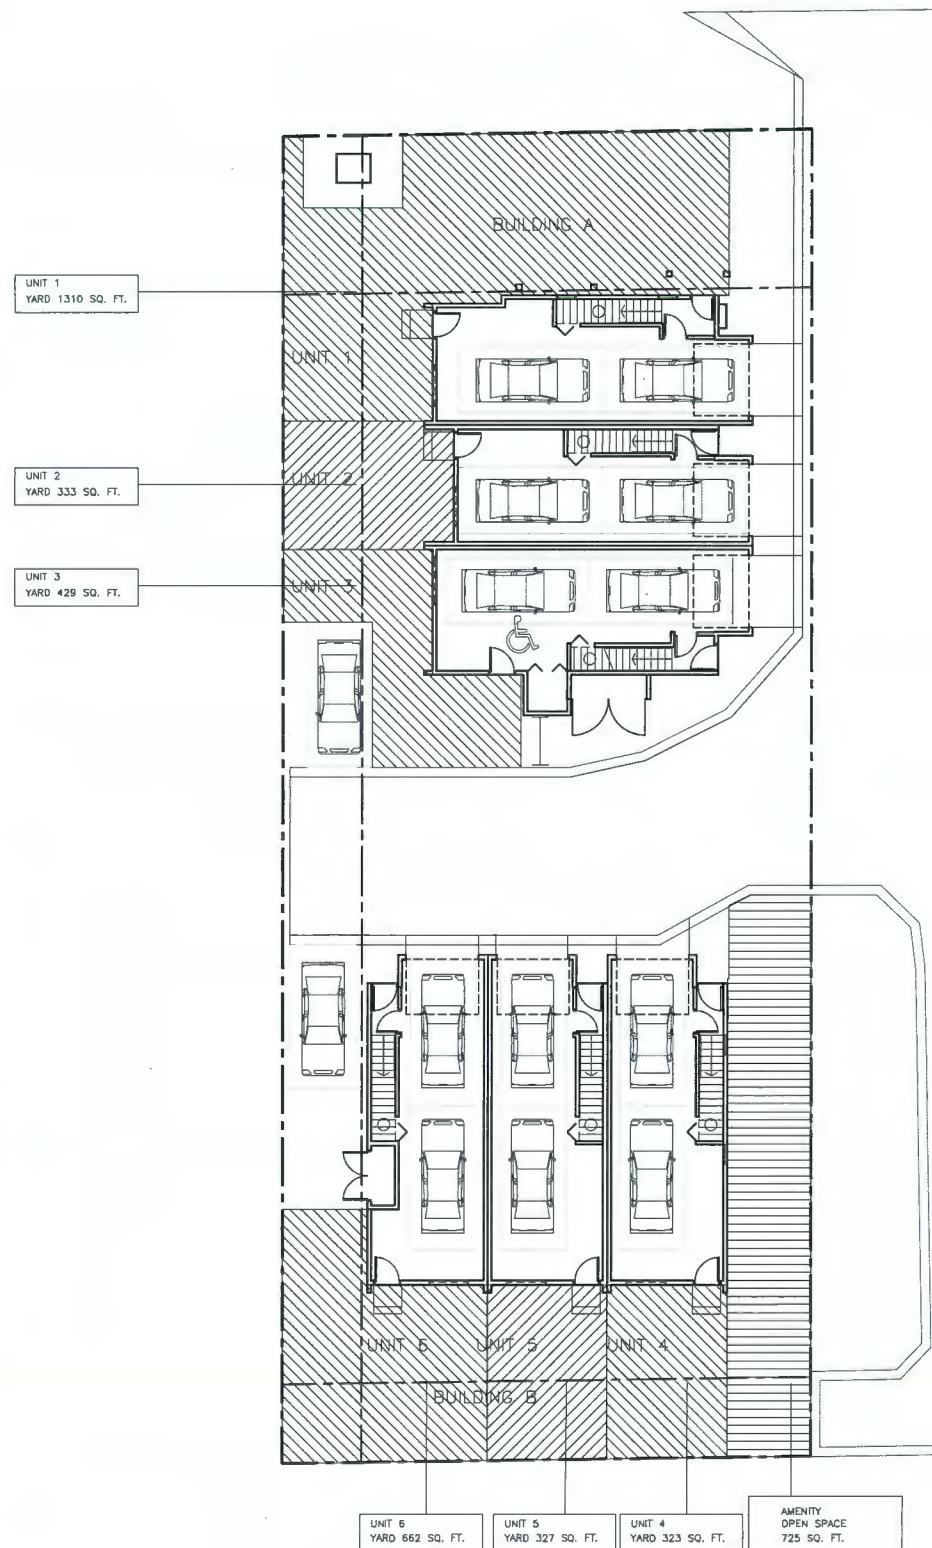 BUILDING A
UNIT 1
YARD 1310 SQ. FT.
UNIT 1
UNIT 2
YARD 333 SQ. FT.
UNIT 2
UNIT 3
YARD 429 SQ. FT.
UNIT 3
UNIT 6
UNIT 5
UNIT 4
BUILDING B
UNIT 6
YARD 662 SQ. FT.
UNIT 5
YARD 327 SQ. FT.
UNIT 4
YARD 323 SQ. FT.
AMENITY
OPEN SPACE
725 SQ. FT.